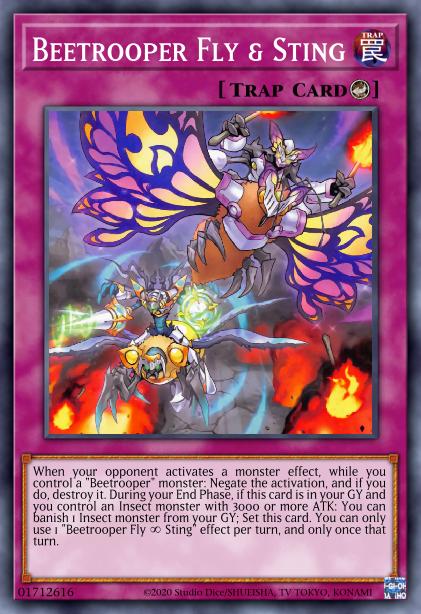 BEETROOPER FLY & STING
TRAP
罠
[TRAP CARD]
When your opponent activates a monster effect, while you
control a "Beetrooper" monster: Negate the activation, and if you
do, destroy it. During your End Phase, if this card is in your GY and
you control an Insect monster with 3000 or more ATK: You can
banish 1 Insect monster from your GY; Set this card. You can only
use 1 "Beetrooper Fly ∞ Sting" effect per turn, and only once that
turn.
01712616
©2020 Studio Dice/SHUEISHA, TV TOKYO, KONAMI